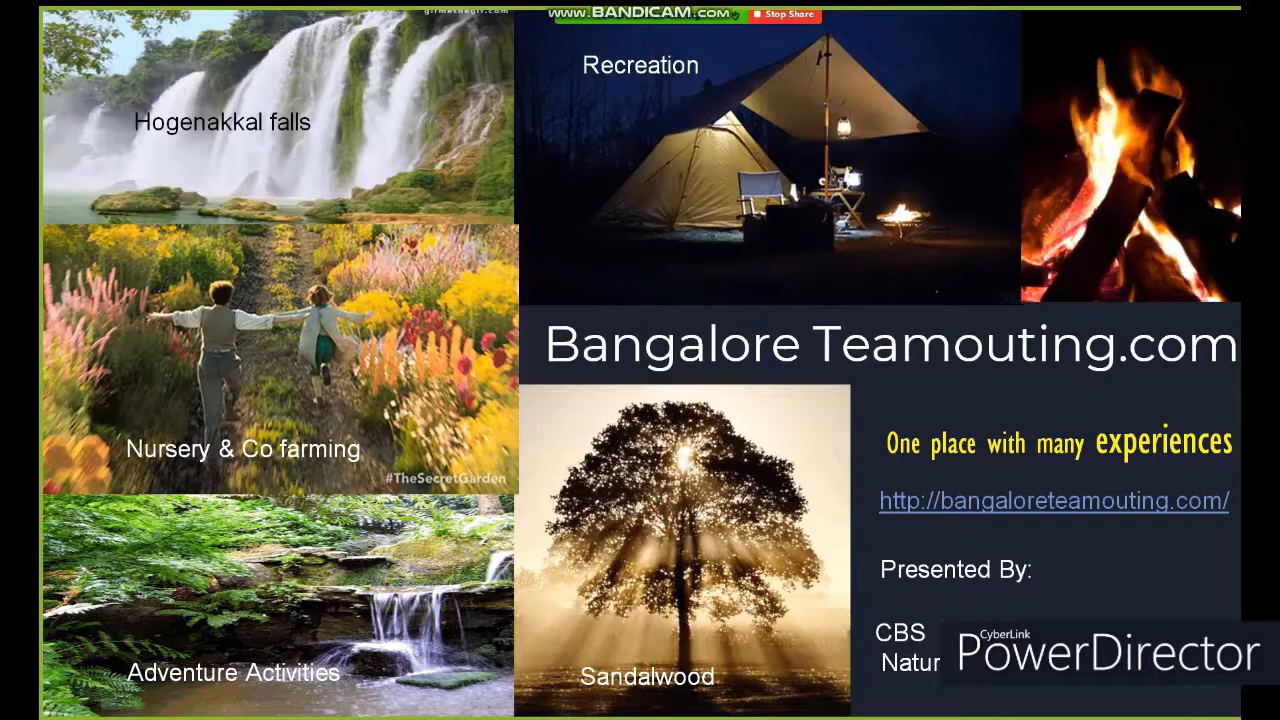 www.BANDICAM.com
Stop Share
Recreation
Hogenakkal falls
Bangalore Teamouting.com
Nursery & Co farming
#TheSecretGarden
One place with many experiences
http://bangaloreteamouting.com/
Presented By:
CBS
Natur
CyberLink
PowerDirector
Adventure Activities
Sandalwood